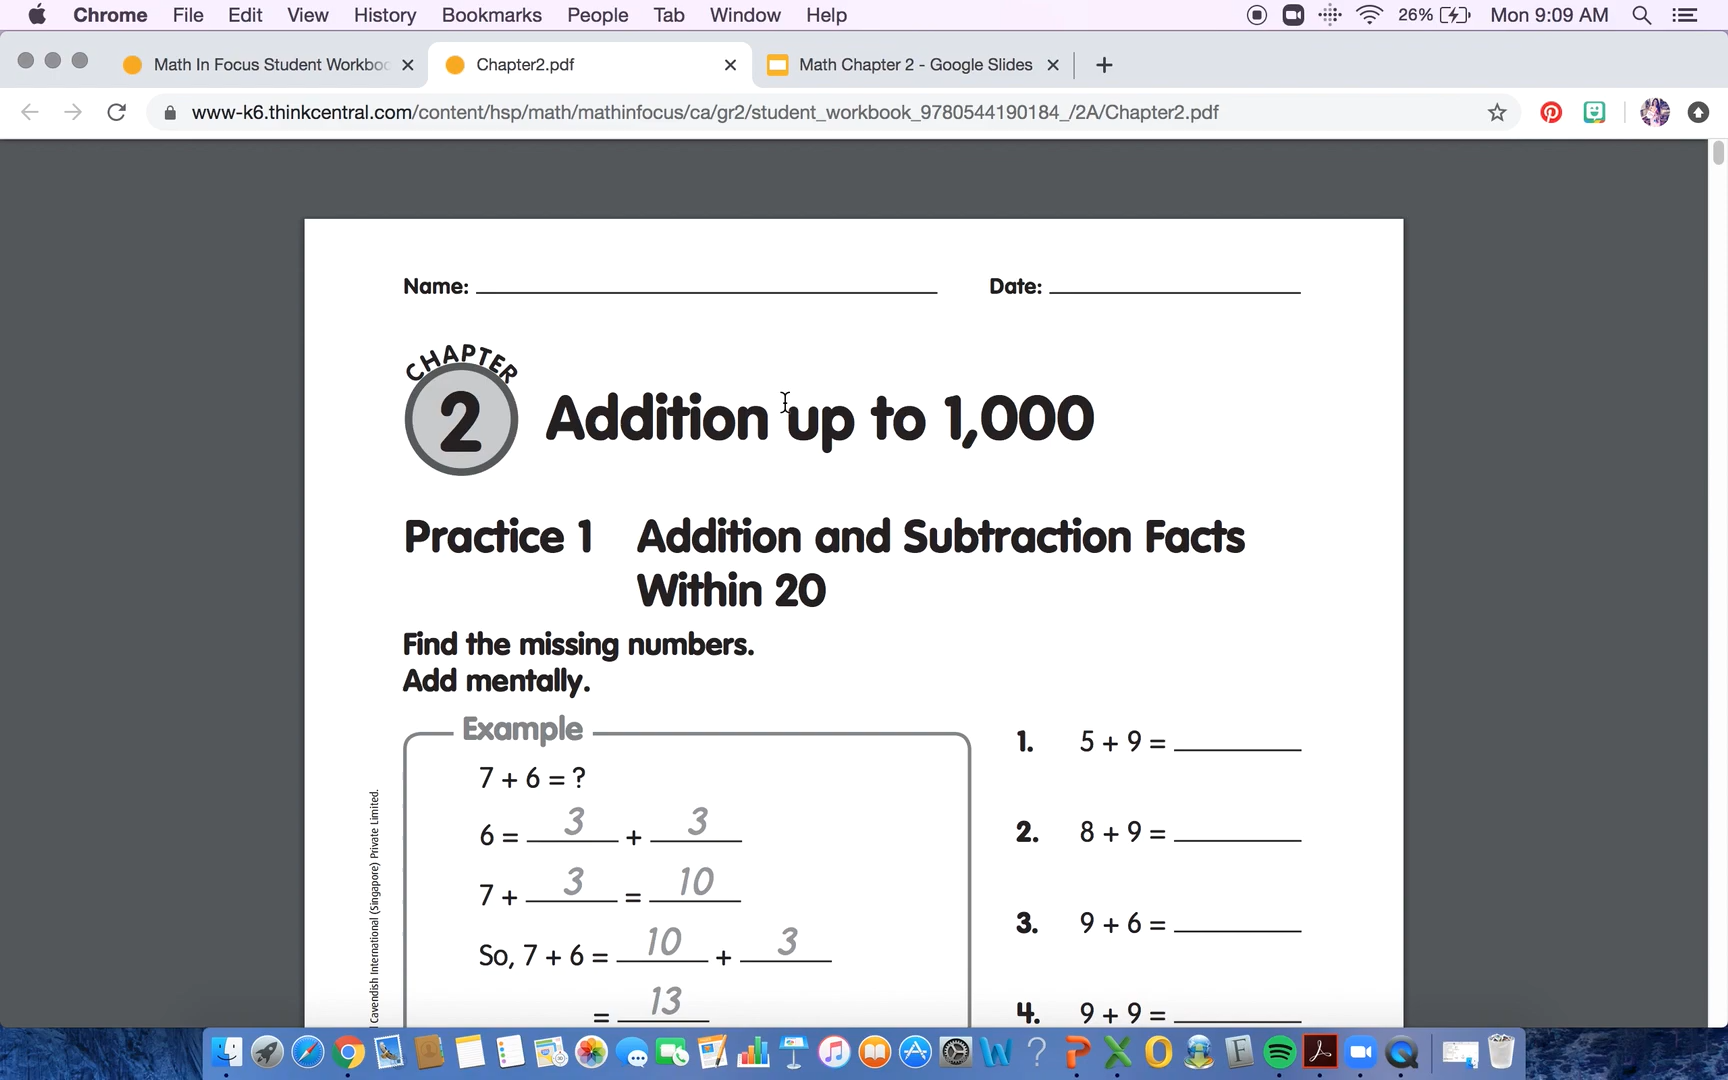 Chrome File Edit View History Bookmarks People Tab Window Help 26% Mon 9:09 AM
Math In Focus Student Workboo Chapter2.pdf Math Chapter 2 - Google Slides
www-k6.thinkcentral.com/content/hsp/math/mathinfocus/ca/gr2/student_workbook_9780544190184_/2A/Chapter2.pdf
Name: Date:
CHAPTER
2 Addition up to 1,000
Practice 1 Addition and Subtraction Facts
Within 20
Find the missing numbers.
Add mentally.
Example
7 + 6 = ?
6 = 3 + 3
7 + 3 = 10
So, 7 + 6 = 10 + 3
= 13
1. 5 + 9 =
2. 8 + 9 =
3. 9 + 6 =
4. 9 + 9 =
Cavendish International (Singapore) Private Limited.